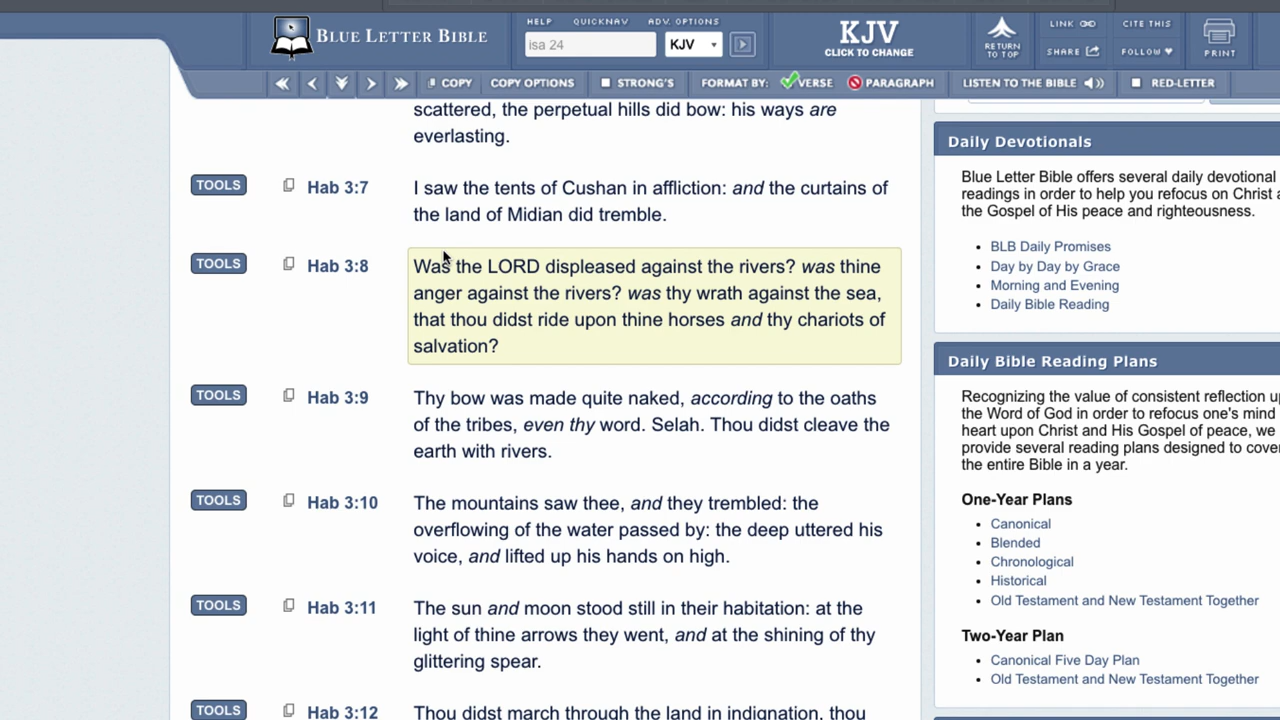 HELP QUICKNAV ADV. OPTIONS
BLUE LETTER BIBLE
isa 24
KJV
KJV
CLICK TO CHANGE
RETURN
TO TOP
LINK
CITE THIS
SHARE
FOLLOW
PRINT
COPY
COPY OPTIONS
STRONG'S
FORMAT BY:
VERSE
PARAGRAPH
LISTEN TO THE BIBLE
RED-LETTER
scattered, the perpetual hills did bow: his ways are
everlasting.
TOOLS
Hab 3:7
I saw the tents of Cushan in affliction: and the curtains of
the land of Midian did tremble.
TOOLS
Hab 3:8
Was the LORD displeased against the rivers? was thine
anger against the rivers? was thy wrath against the sea,
that thou didst ride upon thine horses and thy chariots of
salvation?
TOOLS
Hab 3:9
Thy bow was made quite naked, according to the oaths
of the tribes, even thy word. Selah. Thou didst cleave the
earth with rivers.
TOOLS
Hab 3:10
The mountains saw thee, and they trembled: the
overflowing of the water passed by: the deep uttered his
voice, and lifted up his hands on high.
TOOLS
Hab 3:11
The sun and moon stood still in their habitation: at the
light of thine arrows they went, and at the shining of thy
glittering spear.
TOOLS
Hab 3:12
Thou didst march through the land in indignation, thou
Daily Devotionals
Blue Letter Bible offers several daily devotional
readings in order to help you refocus on Christ
the Gospel of His peace and righteousness.
BLB Daily Promises
Day by Day by Grace
Morning and Evening
Daily Bible Reading
Daily Bible Reading Plans
Recognizing the value of consistent reflection
the Word of God in order to refocus one's mind
heart upon Christ and His Gospel of peace, we
provide several reading plans designed to
the entire Bible in a year.
One-Year Plans
Canonical
Blended
Chronological
Historical
Old Testament and New Testament Together
Two-Year Plan
Canonical Five Day Plan
Old Testament and New Testament Together